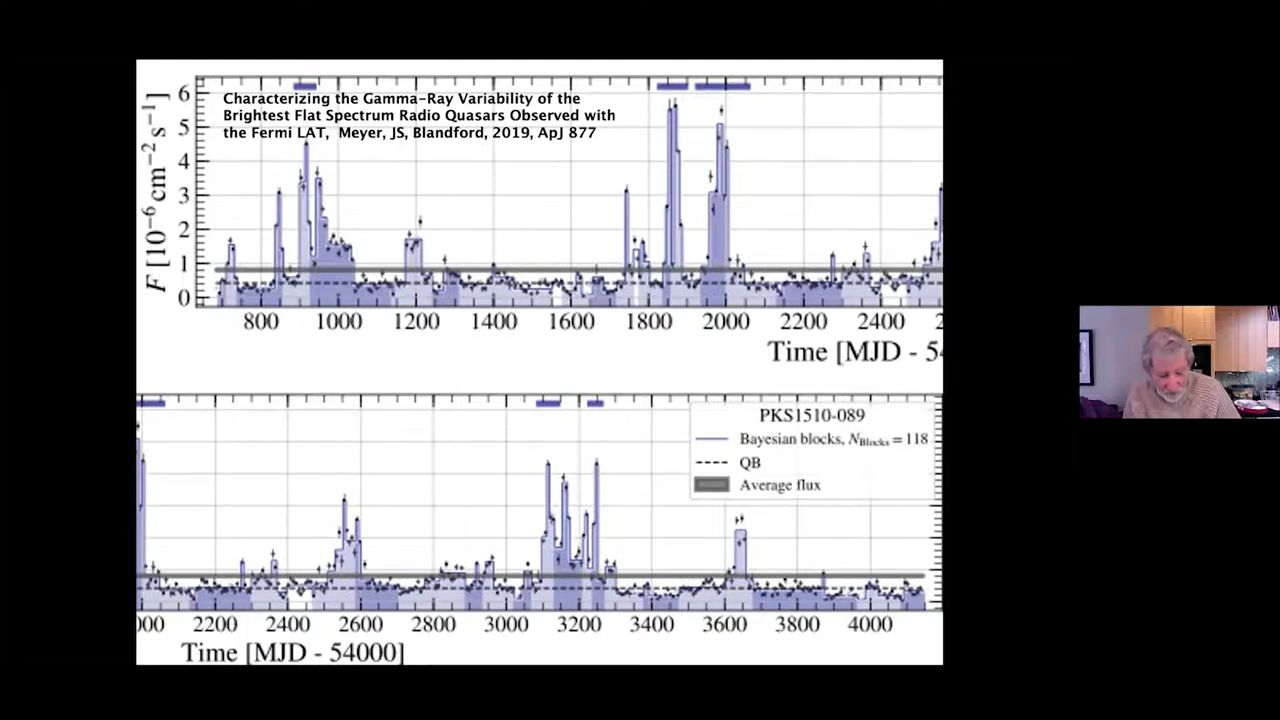 Characterizing the Gamma-Ray Variability of the
Brightest Flat Spectrum Radio Quasars Observed with
the Fermi LAT, Meyer, JS, Blandford, 2019, ApJ 877
F [10⁻⁶ cm⁻² s⁻¹]
6
5
4
3
2
1
0
800 1000 1200 1400 1600 1800 2000 2200 2400 2
Time [MJD - 54
PKS1510-089
Bayesian blocks, N_Blocks = 118
QB
Average flux
000 2200 2400 2600 2800 3000 3200 3400 3600 3800 4000
Time [MJD - 54000]